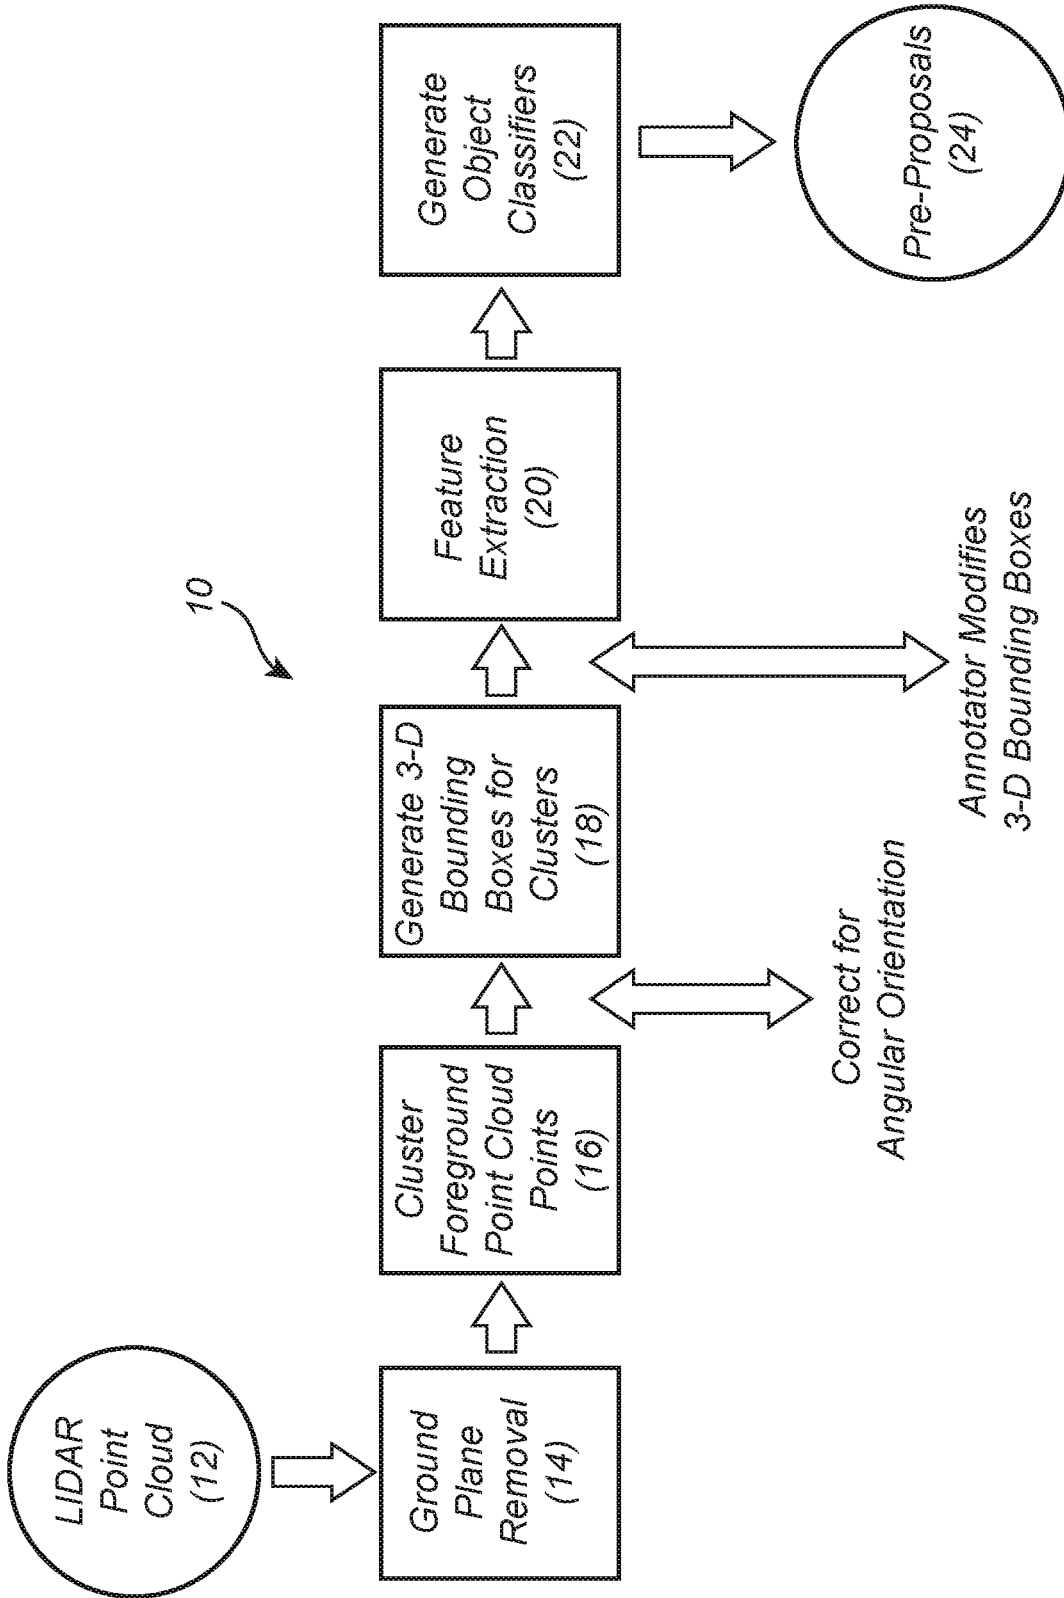 10
LIDAR
Point
Cloud
(12)
Ground
Plane
Removal
(14)
Cluster
Foreground
Point Cloud
Points
(16)
Correct for
Angular Orientation
Generate 3-D
Bounding
Boxes for
Clusters
(18)
Annotator Modifies
3-D Bounding Boxes
Feature
Extraction
(20)
Generate
Object
Classifiers
(22)
Pre-Proposals
(24)